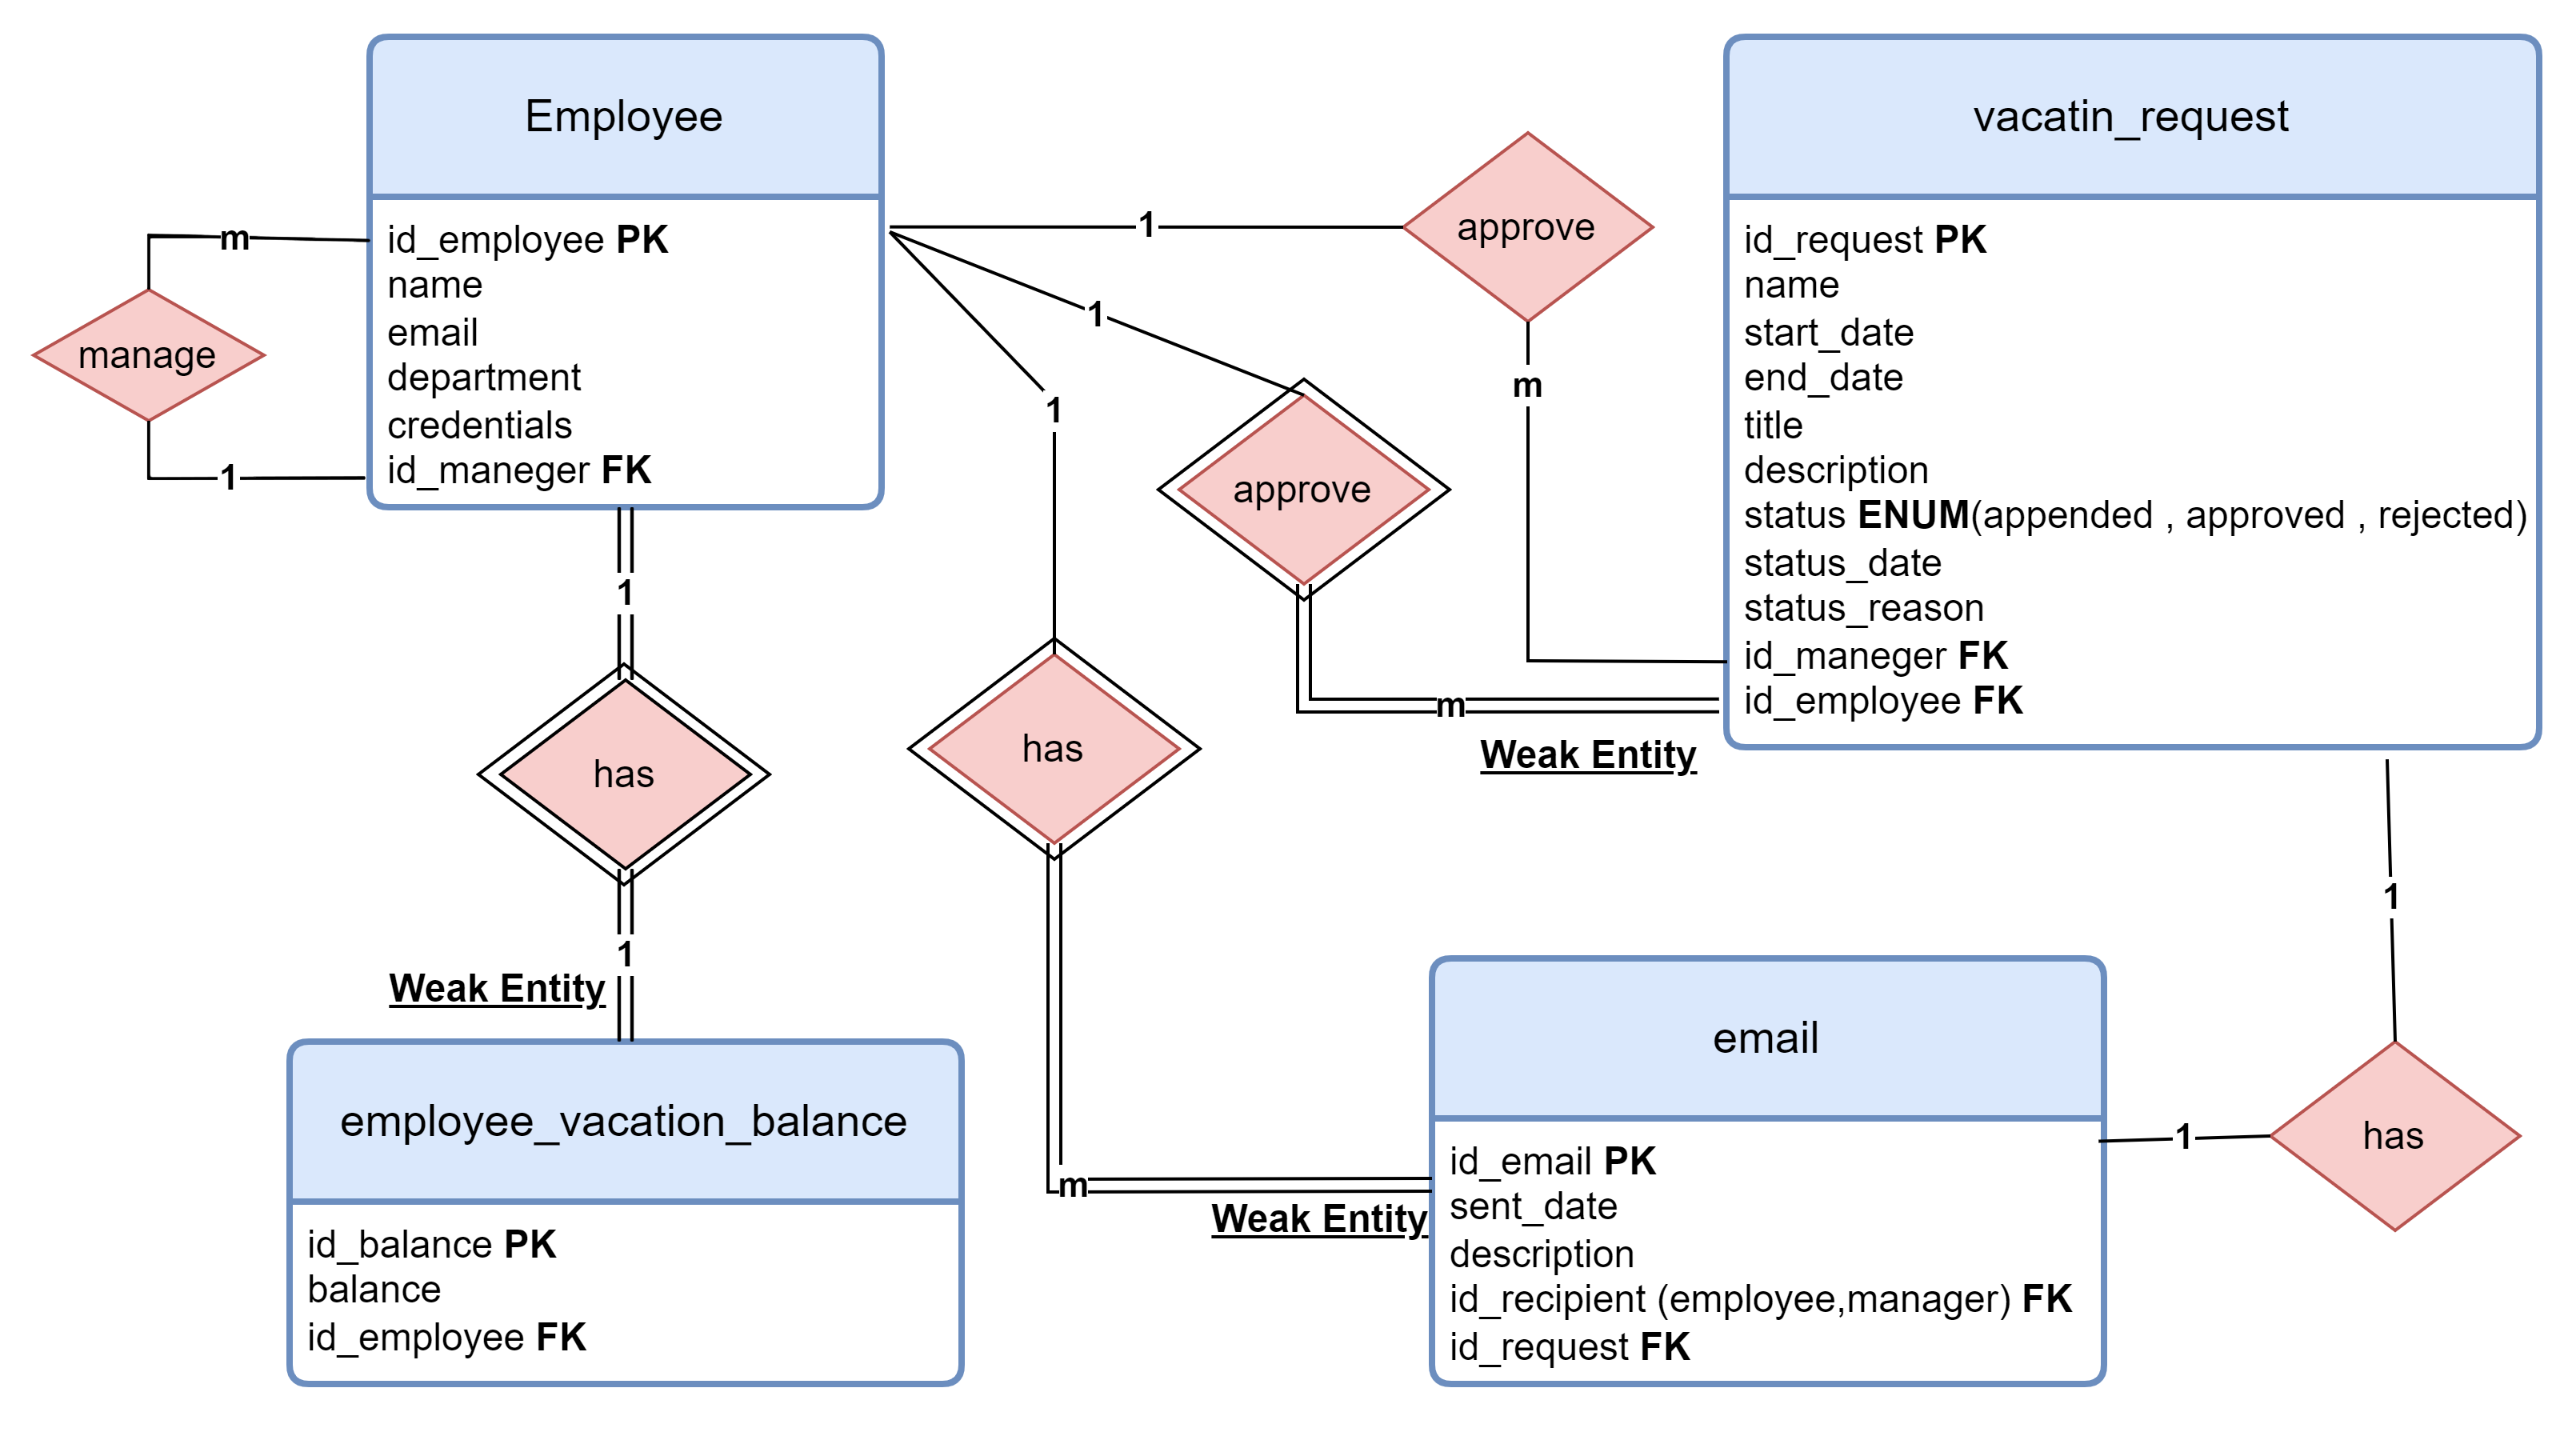 Employee
id_employee PK
name
email
department
credentials
id_maneger FK
manage
m
1
1
approve
m
1
approve
m
Weak Entity
1
has
m
Weak Entity
1
has
1
Weak Entity
vacatin_request
id_request PK
name
start_date
end_date
title
description
status ENUM(appended , approved , rejected)
status_date
status_reason
id_maneger FK
id_employee FK
1
has
1
employee_vacation_balance
id_balance PK
balance
id_employee FK
email
id_email PK
sent_date
description
id_recipient (employee,manager) FK
id_request FK